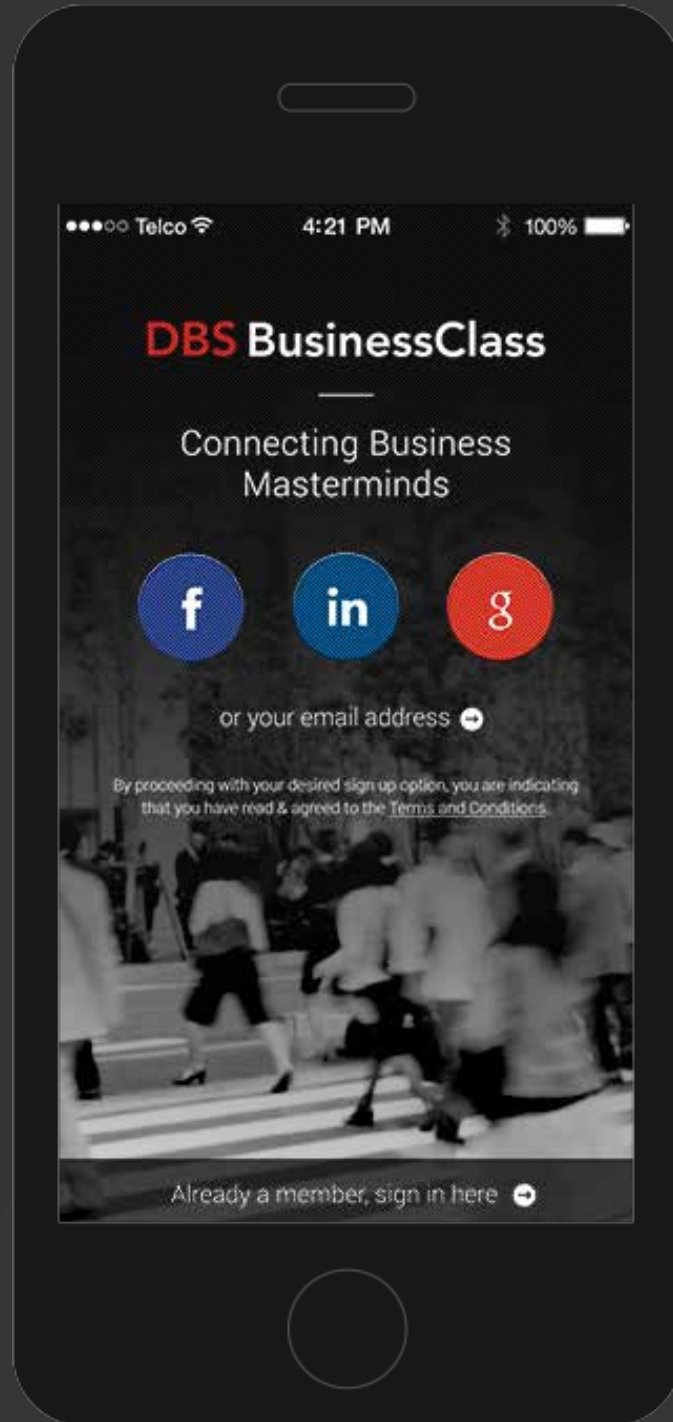 Telco 4:21 PM 100%
DBS BusinessClass
Connecting Business
Masterminds
f in g
or your email address
By proceeding with your desired sign up option, you are indicating
that you have read & agreed to the Terms and Conditions.
Already a member, sign in here